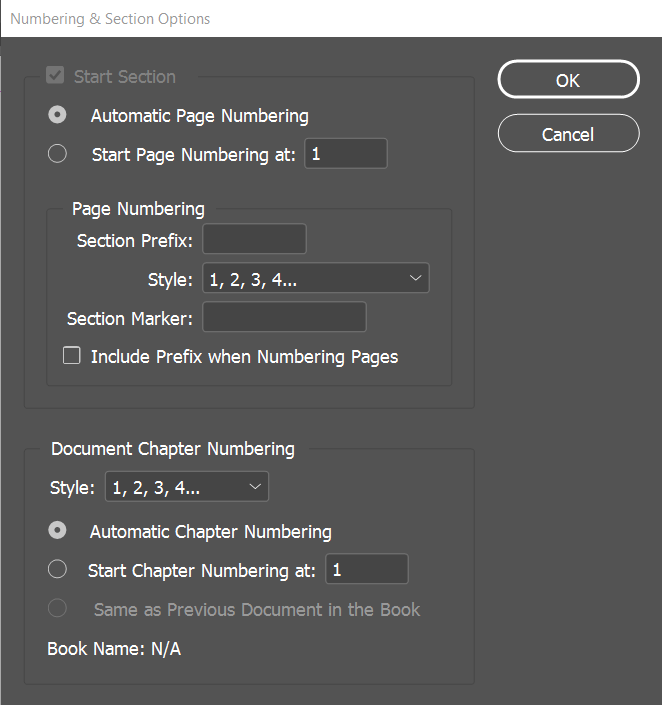 Numbering & Section Options
Start Section
OK
Automatic Page Numbering
Cancel
Start Page Numbering at: 1
Page Numbering
Section Prefix:
Style: 1, 2, 3, 4...
Section Marker:
Include Prefix when Numbering Pages
Document Chapter Numbering
Style: 1, 2, 3, 4...
Automatic Chapter Numbering
Start Chapter Numbering at: 1
Same as Previous Document in the Book
Book Name: N/A